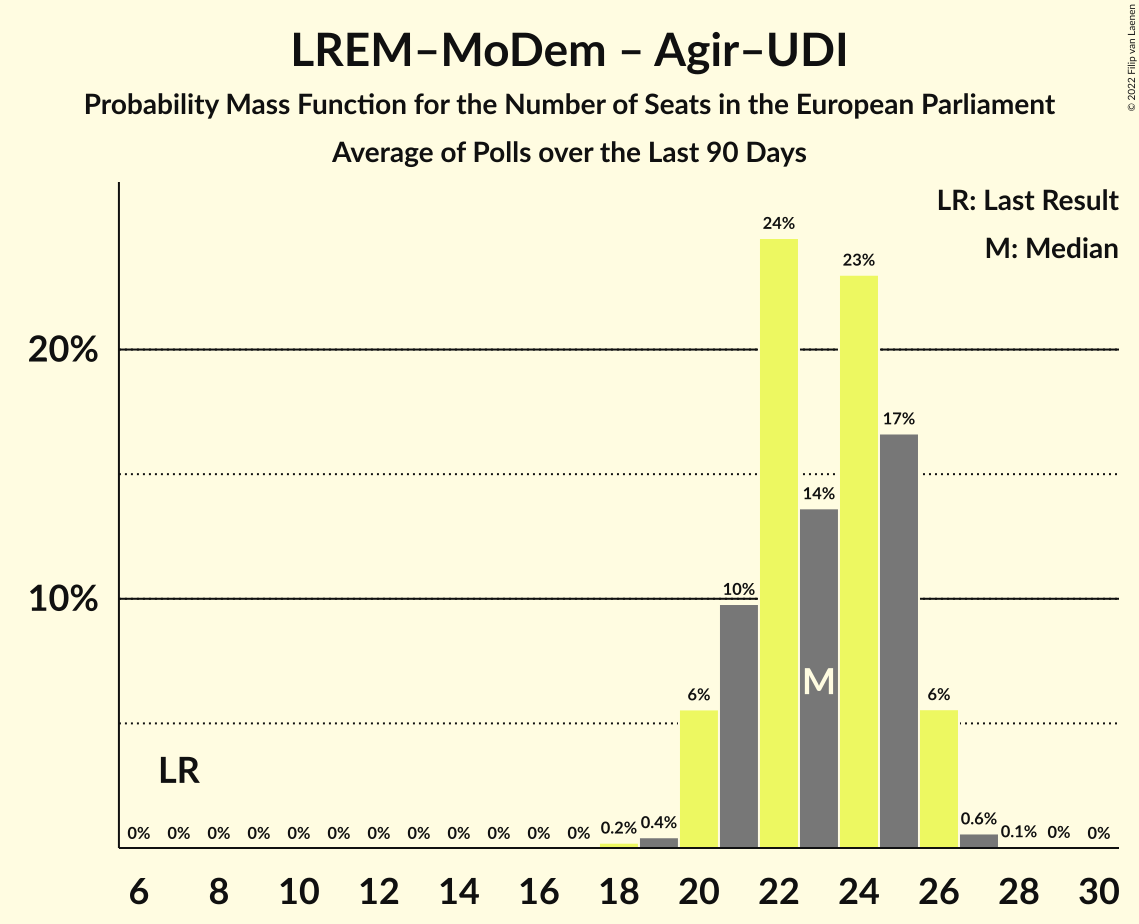 © 2022 Filip van Laenen
LREM–MoDem – Agir–UDI
Probability Mass Function for the Number of Seats in the European Parliament
Average of Polls over the Last 90 Days
LR: Last Result
M: Median
24%
23%
20%
17%
14%
10%
10%
M
6%
6%
LR
0% 0% 0% 0% 0% 0% 0% 0% 0% 0% 0% 0% 0.2% 0.4% 0.6% 0.1% 0% 0%
6 8 10 12 14 16 18 20 22 24 26 28 30